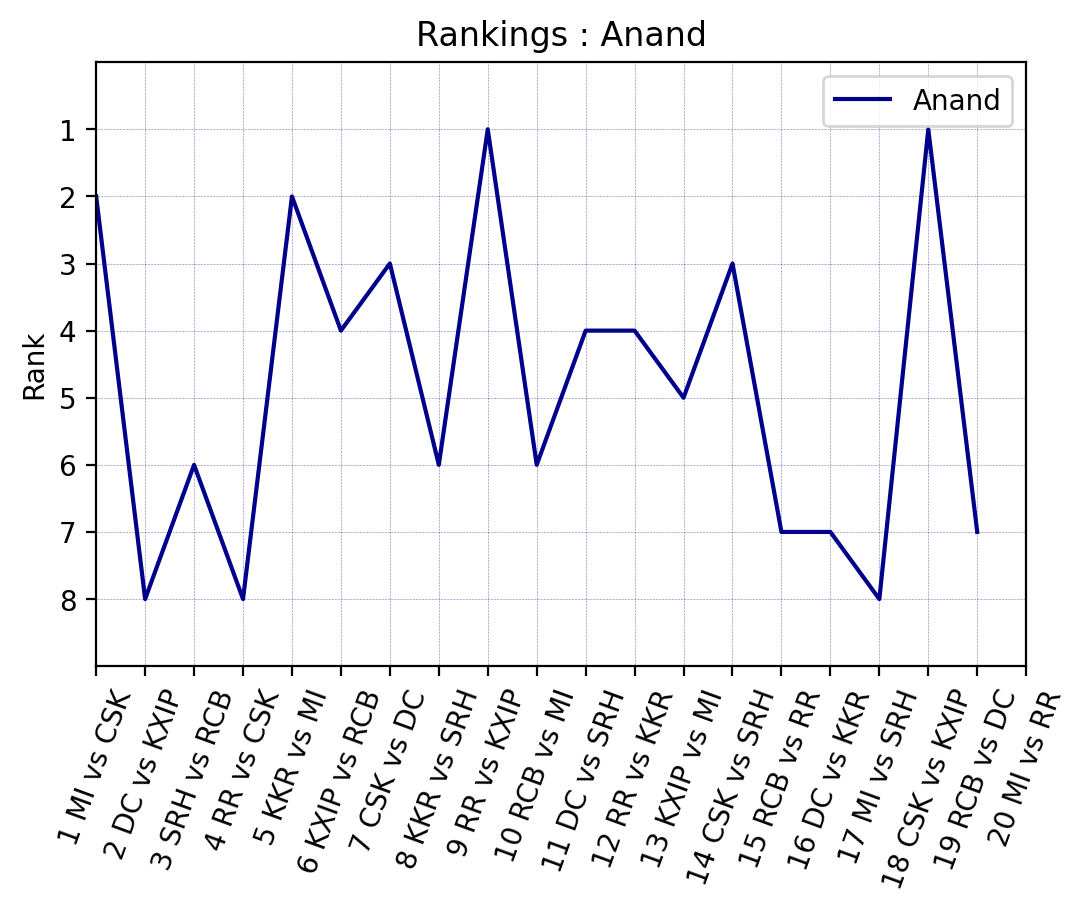 Rankings : Anand
Anand
Rank
1
2
3
4
5
6
7
8
1 MI vs CSK
2 DC vs KXIP
3 SRH vs RCB
4 RR vs CSK
5 KKR vs MI
6 KXIP vs RCB
7 CSK vs DC
8 KKR vs SRH
9 RR vs KXIP
10 RCB vs MI
11 DC vs SRH
12 RR vs KKR
13 KXIP vs MI
14 CSK vs SRH
15 RCB vs RR
16 DC vs KKR
17 MI vs SRH
18 CSK vs KXIP
19 RCB vs DC
20 MI vs RR